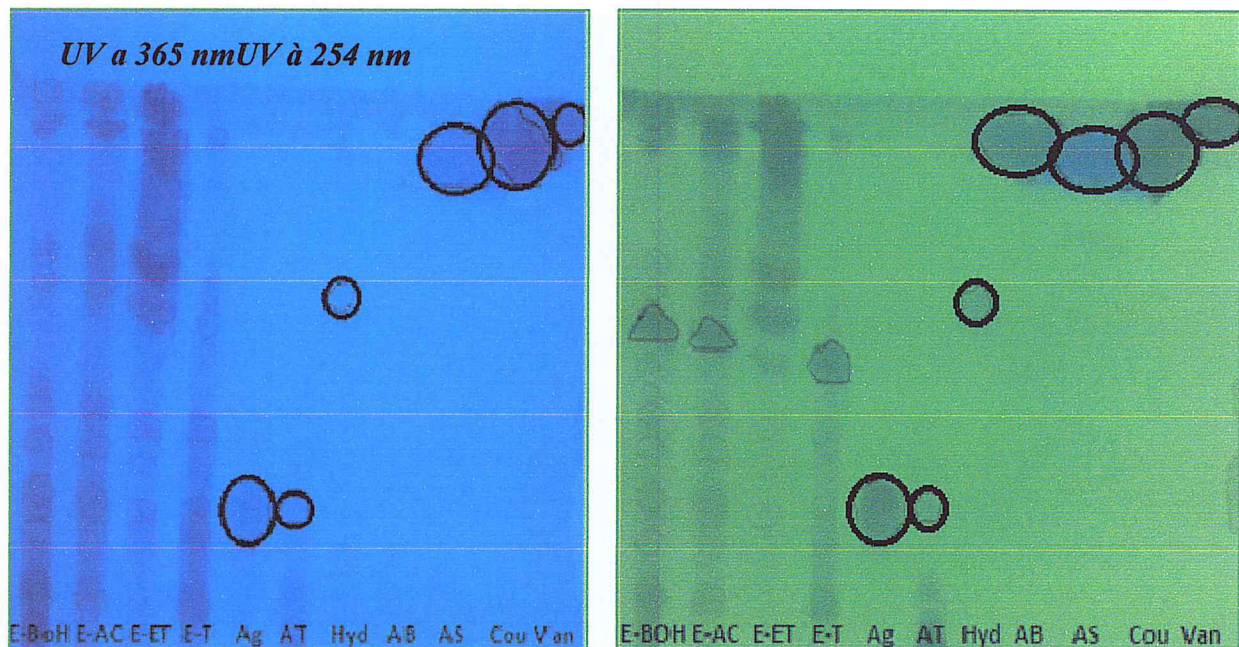 UV a 365 nmUV à 254 nm
E-BoH E-AC E-ET E-T Ag AT Hyd AB AS Cou Van
E-BOH E-AC E-ET E-T Ag AT Hyd AB AS Cou Van